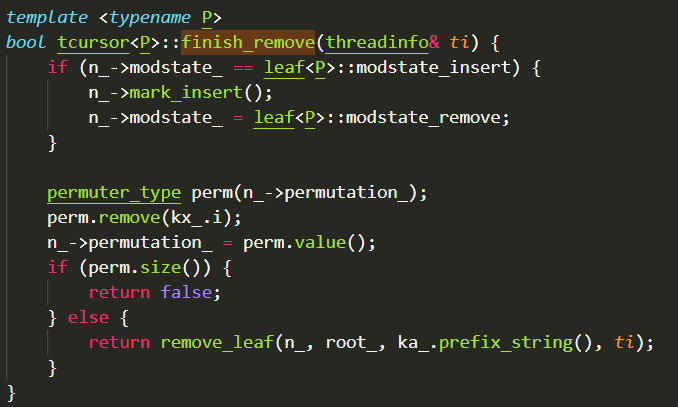 template <typename P>
bool tcursor<P>::finish_remove(threadinfo& ti) {
    if (n_->modstate_ == leaf<P>::modstate_insert) {
        n_->mark_insert();
        n_->modstate_ = leaf<P>::modstate_remove;
    }

    permuter_type perm(n_->permutation_);
    perm.remove(kx_.i);
    n_->permutation_ = perm.value();
    if (perm.size()) {
        return false;
    } else {
        return remove_leaf(n_, root_, ka_.prefix_string(), ti);
    }
}